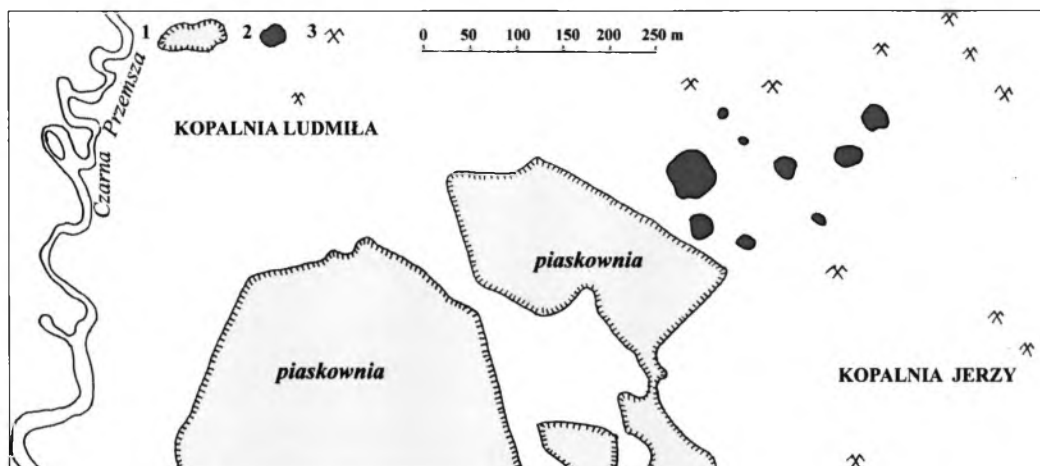 1 2 3
0 50 100 150 200 250 m
Czarna Przemsza
KOPALNIA LUDMIŁA
piaskownia
piaskownia
KOPALNIA JERZY